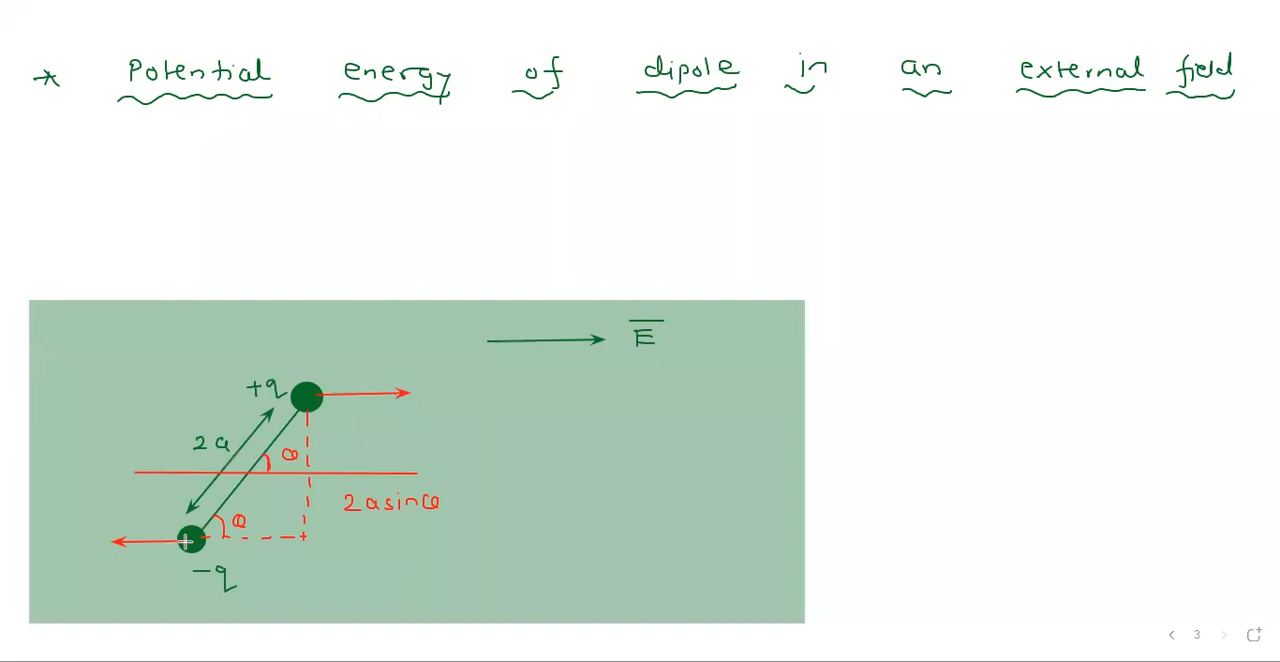 * Potential energy of dipole in an external field
E
+q
2a
θ
2asinθ
θ
-q
3